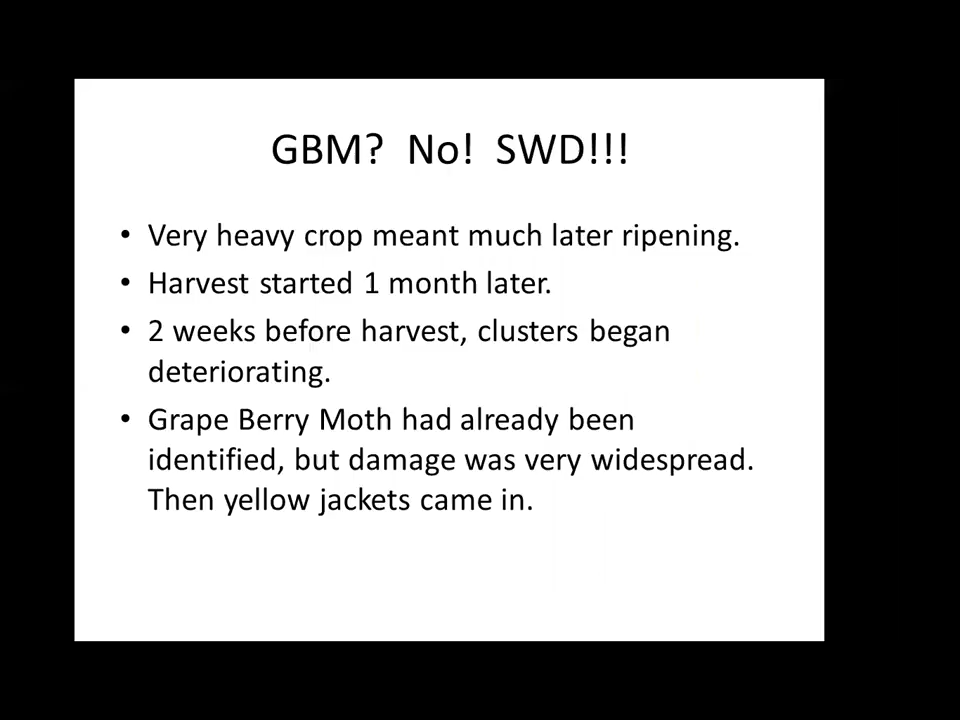 GBM? No! SWD!!!
• Very heavy crop meant much later ripening.
• Harvest started 1 month later.
• 2 weeks before harvest, clusters began
deteriorating.
• Grape Berry Moth had already been
identified, but damage was very widespread.
Then yellow jackets came in.